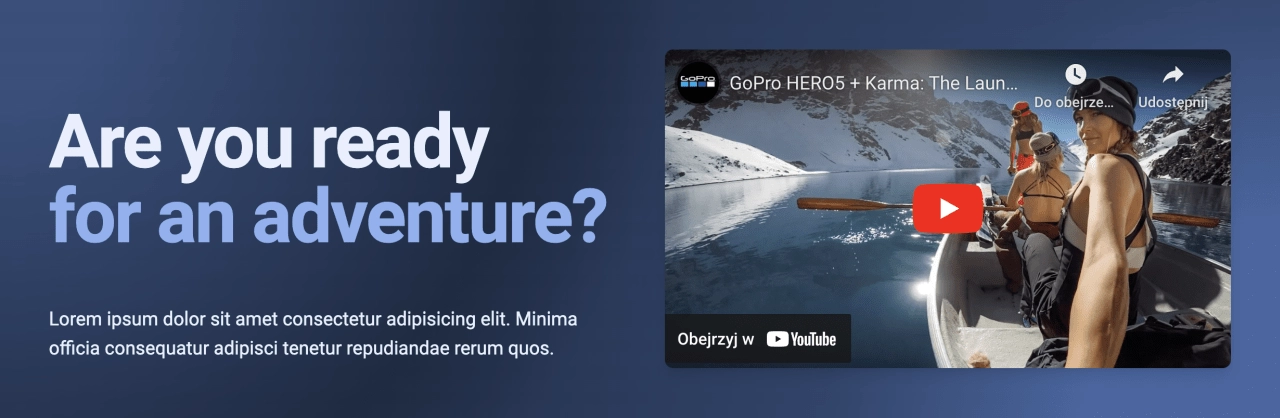 Are you ready
for an adventure?
Lorem ipsum dolor sit amet consectetur adipisicing elit. Minima
officia consequatur adipisci tenetur repudiandae rerum quos.
GoPro
GoPro HERO5 + Karma: The Laun...
Do obejrze...
Udostępnij
Obejrzyj w YouTube